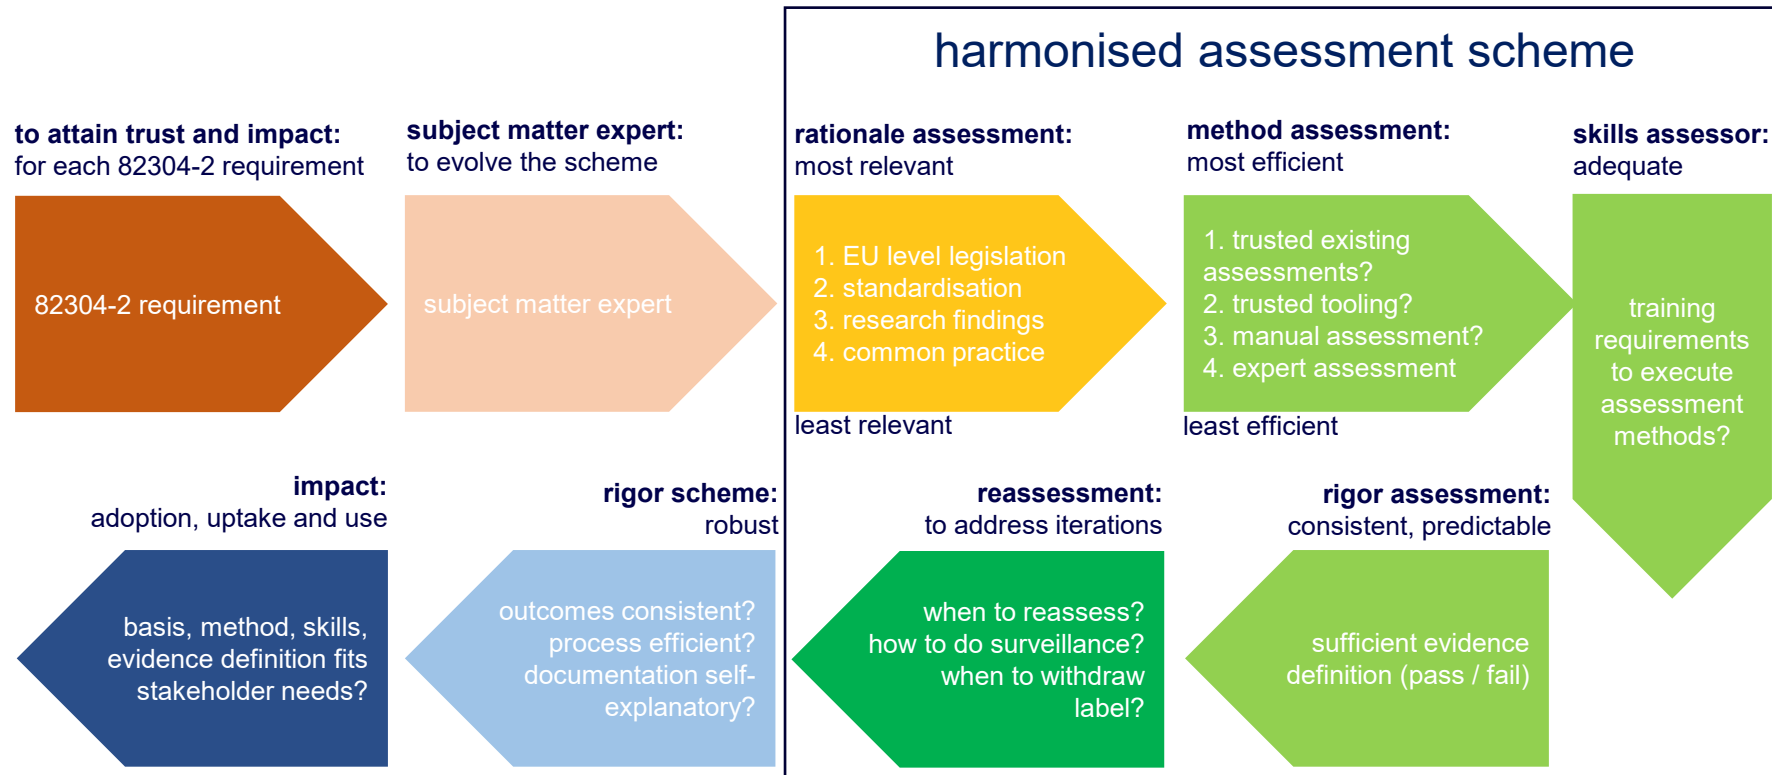 harmonised assessment scheme
to attain trust and impact:
for each 82304-2 requirement
82304-2 requirement
subject matter expert:
to evolve the scheme
subject matter expert
rationale assessment:
most relevant
1. EU level legislation
2. standardisation
3. research findings
4. common practice
least relevant
method assessment:
most efficient
1. trusted existing
assessments?
2. trusted tooling?
3. manual assessment?
4. expert assessment
least efficient
skills assessor:
adequate
training
requirements
to execute
assessment
methods?
rigor assessment:
consistent, predictable
sufficient evidence
definition (pass / fail)
reassessment:
to address iterations
when to reassess?
how to do surveillance?
when to withdraw
label?
rigor scheme:
robust
outcomes consistent?
process efficient?
documentation self-
explanatory?
impact:
adoption, uptake and use
basis, method, skills,
evidence definition fits
stakeholder needs?